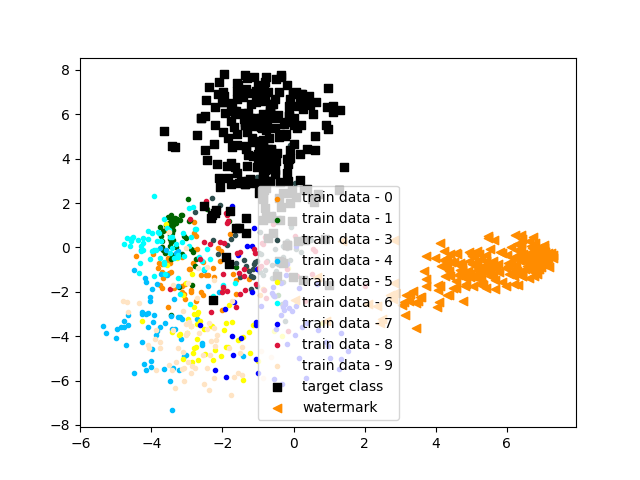 8
6
4
2
0
−2
−4
−6
−8
train data - 0
train data - 1
train data - 3
train data - 4
train data - 5
train data - 6
train data - 7
train data - 8
train data - 9
target class
watermark
−6 −4 −2 0 2 4 6